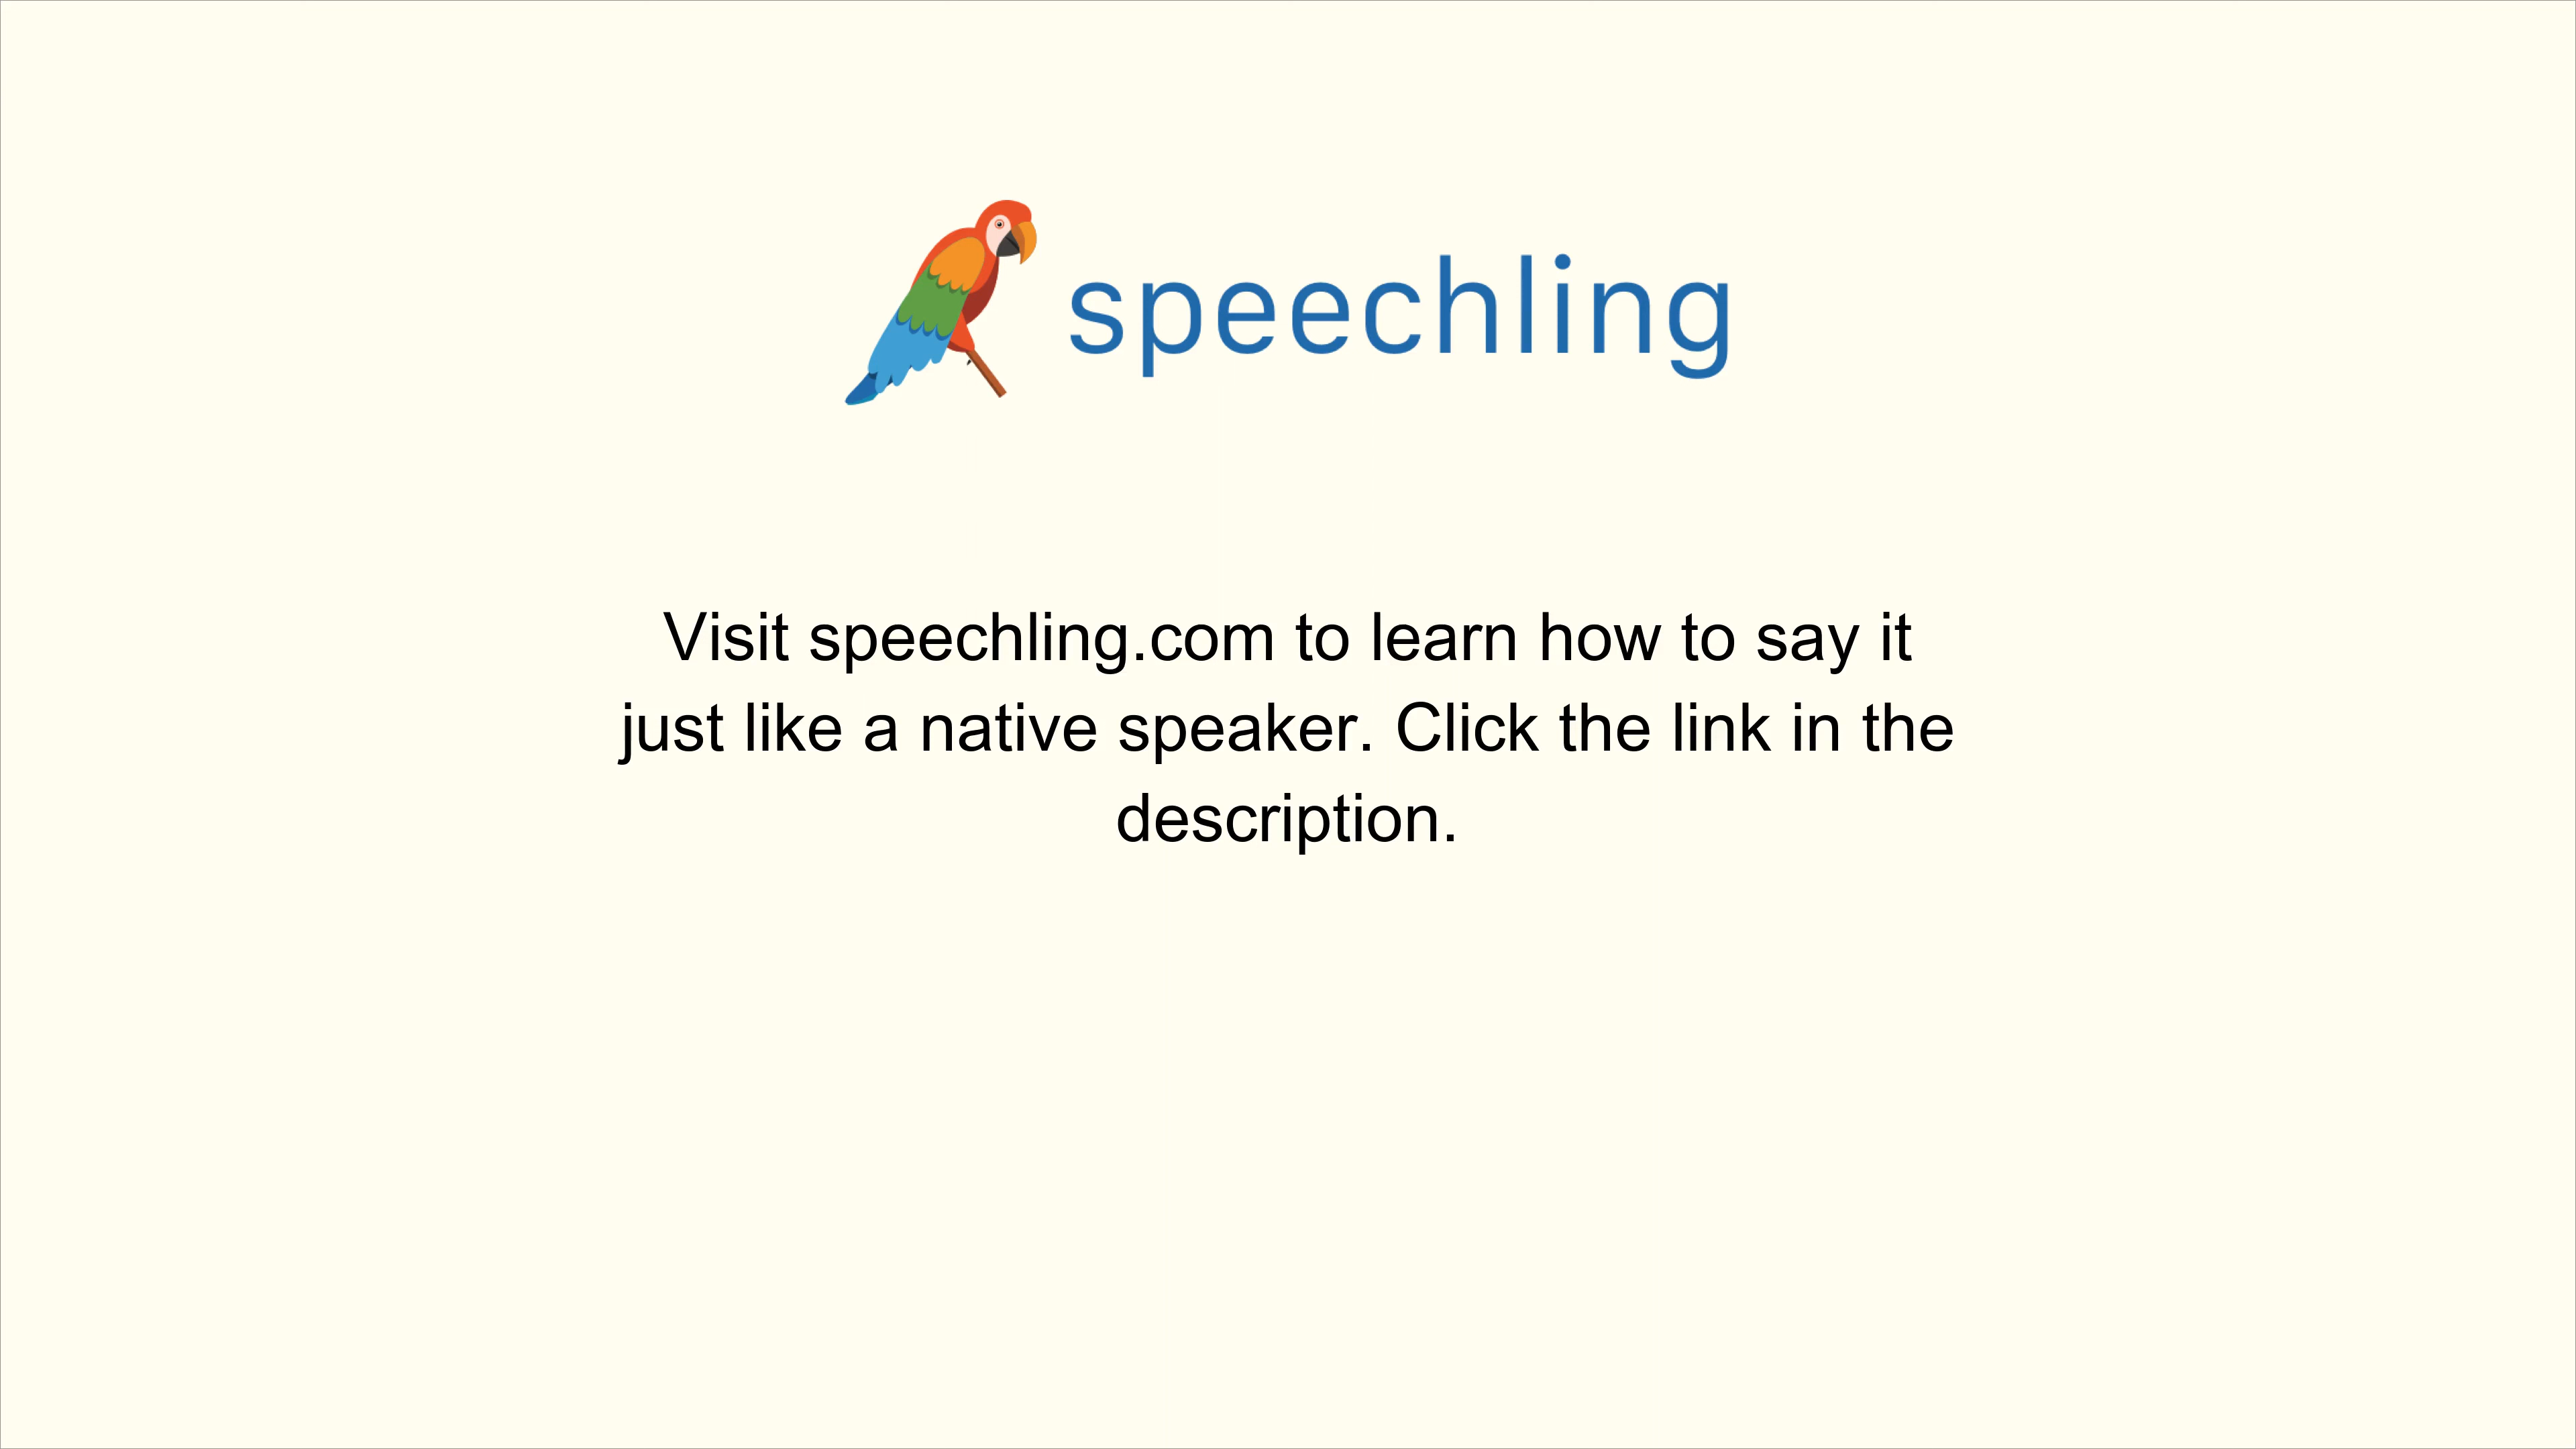 speechling
Visit speechling.com to learn how to say it
just like a native speaker. Click the link in the
description.